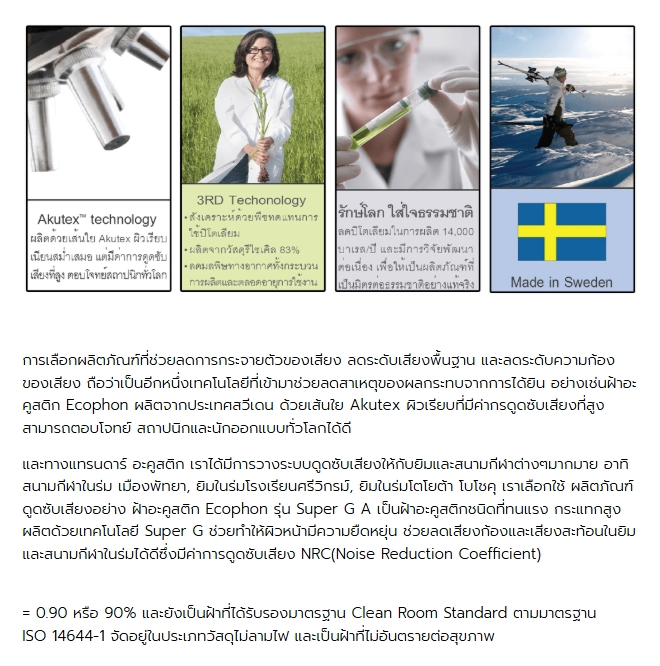 Akutex™ technology
ผลิตด้วยเส้นใย Akutex ผิวเรียบ
เนียนสม่ำเสมอ แต่มีค่าการดูดซับ
เสียงที่สูง ตอบโจทย์สถาปนิกทั่วโลก
3RD Techonology
• สังเคราะห์ด้วยพืชทดแทนการ
ใช้ปิโตเลียม
• ผลิตจากวัสดุรีไซเคิล 83%
• ลดมลพิษทางอากาศทั้งกระบวน
การผลิตและตลอดอายุการใช้งาน
รักษ์โลก ใส่ใจธรรมชาติ
ลดปิโตเลียมในการผลิต 14,000
บาเรล/ปี และมีการวิจัยพัฒนา
ต่อเนื่อง เพื่อให้เป็นผลิตภัณฑ์ที่
เป็นมิตรต่อธรรมชาติอย่างแท้จริง
Made in Sweden
การเลือกผลิตภัณฑ์ที่ช่วยลดการกระจายตัวของเสียง ลดระดับเสียงพื้นฐาน และลดระดับความก้อง
ของเสียง ถือว่าเป็นอีกหนึ่งเทคโนโลยีที่เข้ามาช่วยลดสาเหตุของผลกระทบจากการได้ยิน อย่างเช่นฝ้าอะ
คูสติก Ecophon ผลิตจากประเทศสวีเดน ด้วยเส้นใย Akutex ผิวเรียบที่มีค่ากรดูดซับเสียงที่สูง
สามารถตอบโจทย์ สถาปนิกและนักออกแบบทั่วโลกได้ดี
และทางแทรนดาร์ อะคูสติก เราได้มีการวางระบบดูดซับเสียงให้กับยิมและสนามกีฬาต่างๆมากมาย อาทิ
สนามกีฬาในร่ม เมืองพัทยา, ยิมในร่มโรงเรียนศรีวิกรม์, ยิมในร่มโตโยต้า โบโชคุ เราเลือกใช้ ผลิตภัณฑ์
ดูดซับเสียงอย่าง ฝ้าอะคูสติก Ecophon รุ่น Super G A เป็นฝ้าอะคูสติกชนิดที่ทนแรง กระแทกสูง
ผลิตด้วยเทคโนโลยี Super G ช่วยทำให้ผิวหน้ามีความยืดหยุ่น ช่วยลดเสียงก้องและเสียงสะท้อนในยิม
และสนามกีฬาในร่มได้ดีซึ่งมีค่าการดูดซับเสียง NRC(Noise Reduction Coefficient)
= 0.90 หรือ 90% และยังเป็นฝ้าที่ได้รับรองมาตรฐาน Clean Room Standard ตามมาตรฐาน
ISO 14644-1 จัดอยู่ในประเภทวัสดุไม่ลามไฟ และเป็นฝ้าที่ไม่อันตรายต่อสุขภาพ